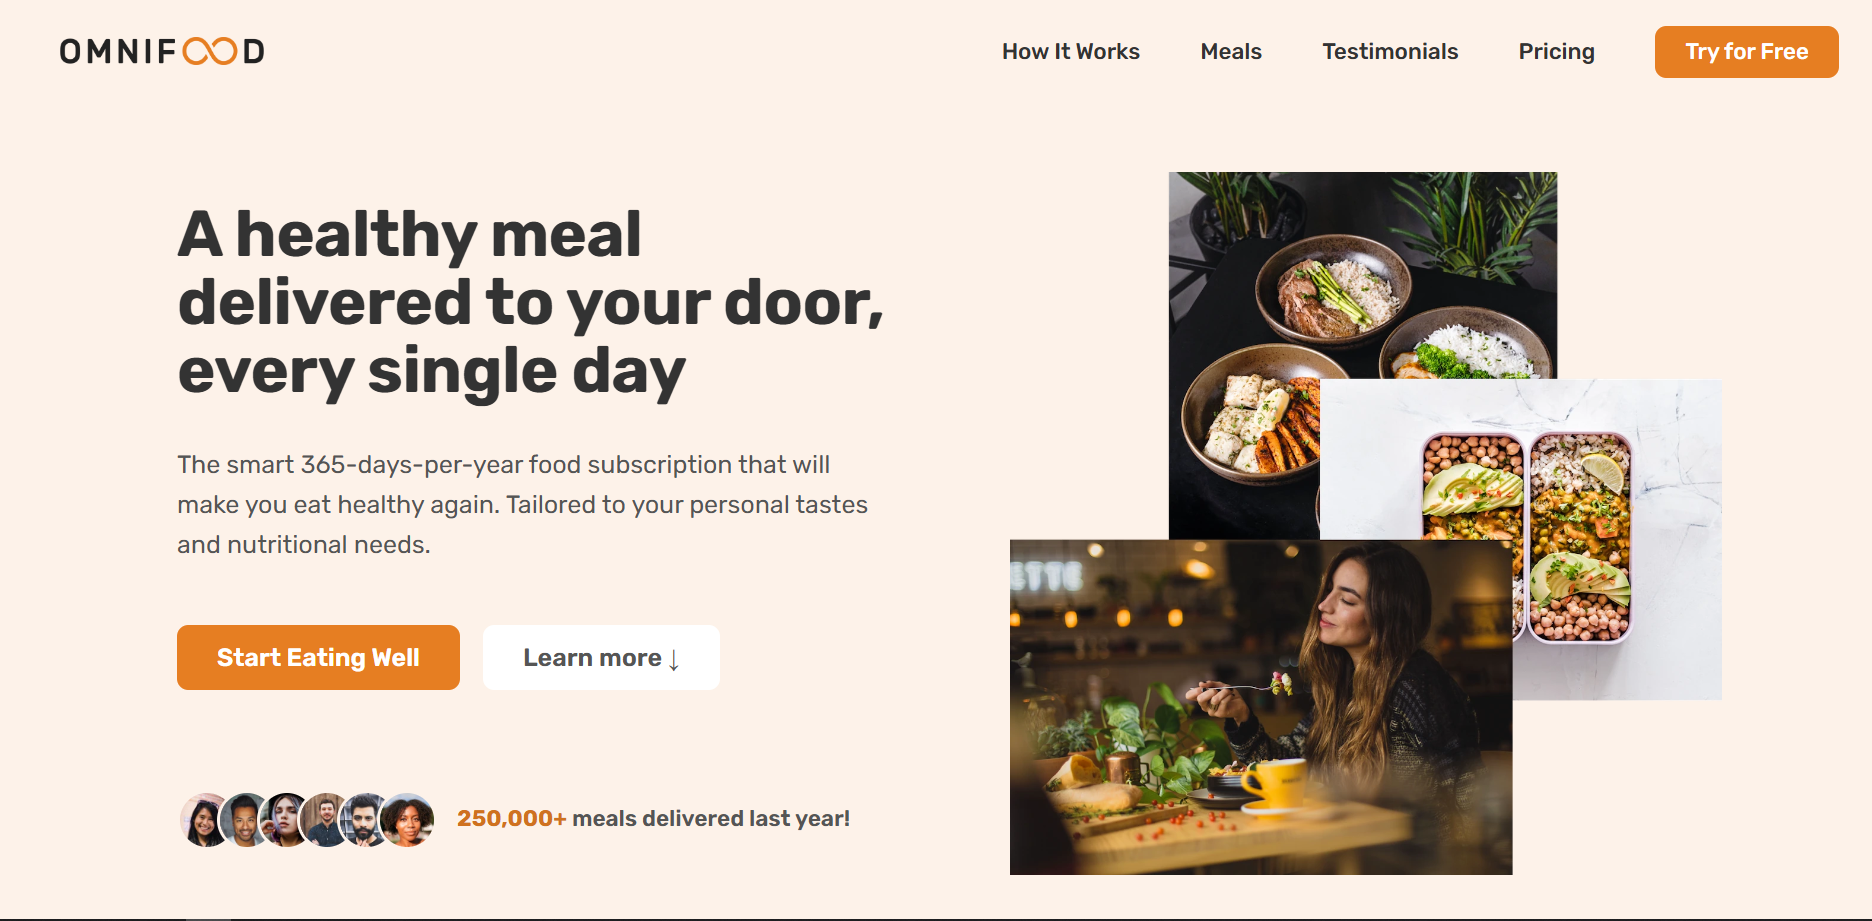 OMNIFOOD
How It Works
Meals
Testimonials
Pricing
Try for Free
A healthy meal
delivered to your door,
every single day
The smart 365-days-per-year food subscription that will
make you eat healthy again. Tailored to your personal tastes
and nutritional needs.
Start Eating Well
Learn more ↓
250,000+ meals delivered last year!
ETTE